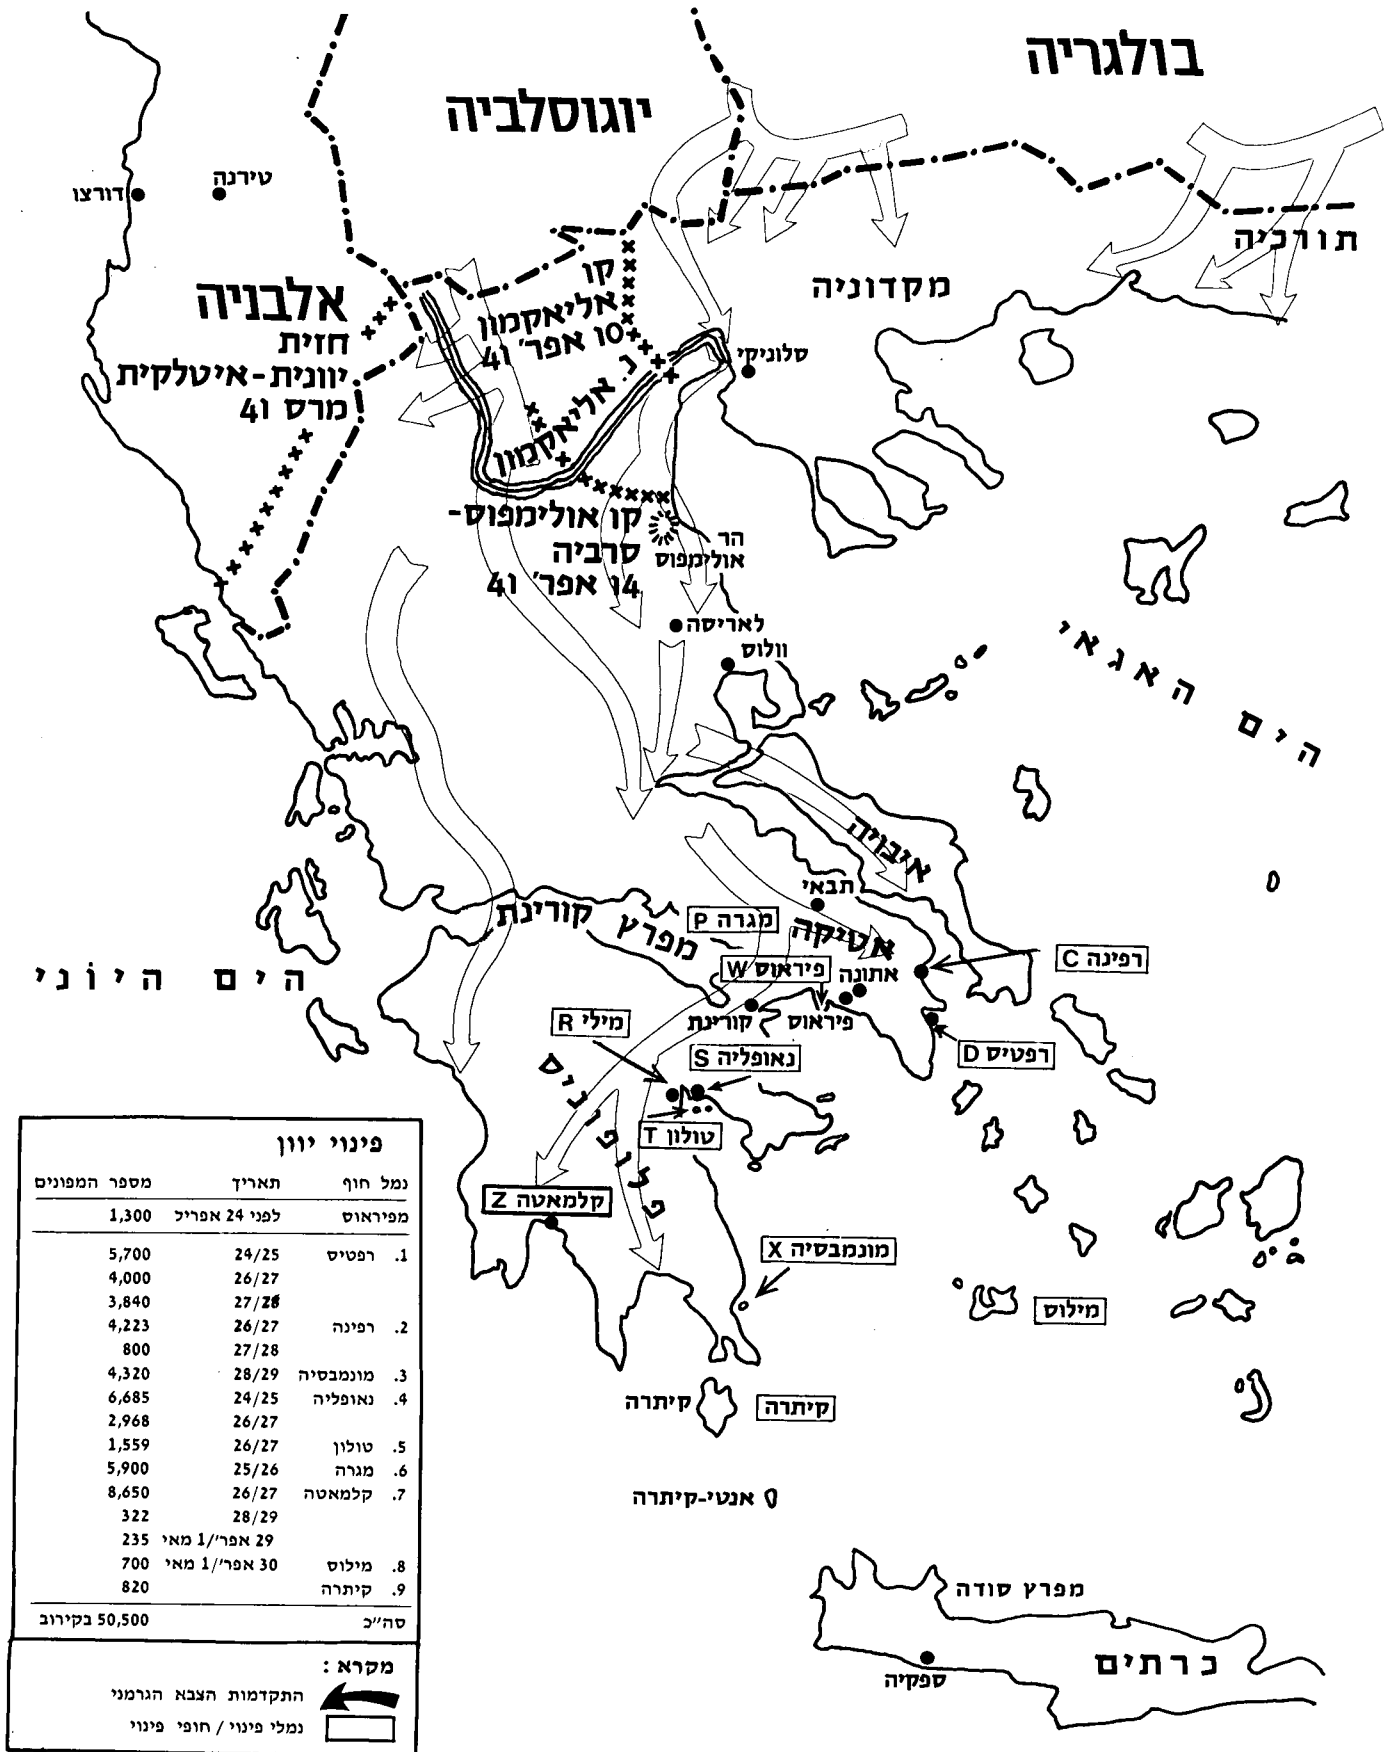 בולגריה
יוגוסלביה
טירנה
דורצו
תורכיה
מקדוניה
אלבניה
חזית
יוונית-איטלקית
מרס 41
קו
אליאקמון
10 אפר' 41
נ. אליאקמון
סלוניקי
קו אולימפוס-
סרביה
14 אפר' 41
הר
אולימפוס
לאריסה
וולוס
הים האגאי
איבויה
תבאי
מגרה P
אטיקה
מפרץ קורינת
רפינה C
פיראוס W
אתונה
הים היוני
קורינת
פיראוס
מילי R
רפטיס D
נאופליה S
פלופונים
טולון T
קלמאטה Z
מונמבסיה X
מילוס
קיתרה
קיתרה
אנטי-קיתרה
מפרץ סודה
כרתים
ספקיה
פינוי יוון
נמל חוף תאריך מספר המפונים
מפיראוס לפני 24 אפריל 1,300
1. רפטיס 24/25 5,700
26/27 4,000
27/28 3,840
2. רפינה 26/27 4,223
27/28 800
3. מונמבסיה 28/29 4,320
4. נאופליה 24/25 6,685
26/27 2,968
5. טולון 26/27 1,559
6. מגרה 25/26 5,900
7. קלמאטה 26/27 8,650
28/29 322
29 אפר'/1 מאי 235
8. מילוס 30 אפר'/1 מאי 700
9. קיתרה 820
סה"כ 50,500 בקירוב
מקרא :
התקדמות הצבא הגרמני
נמלי פינוי / חופי פינוי